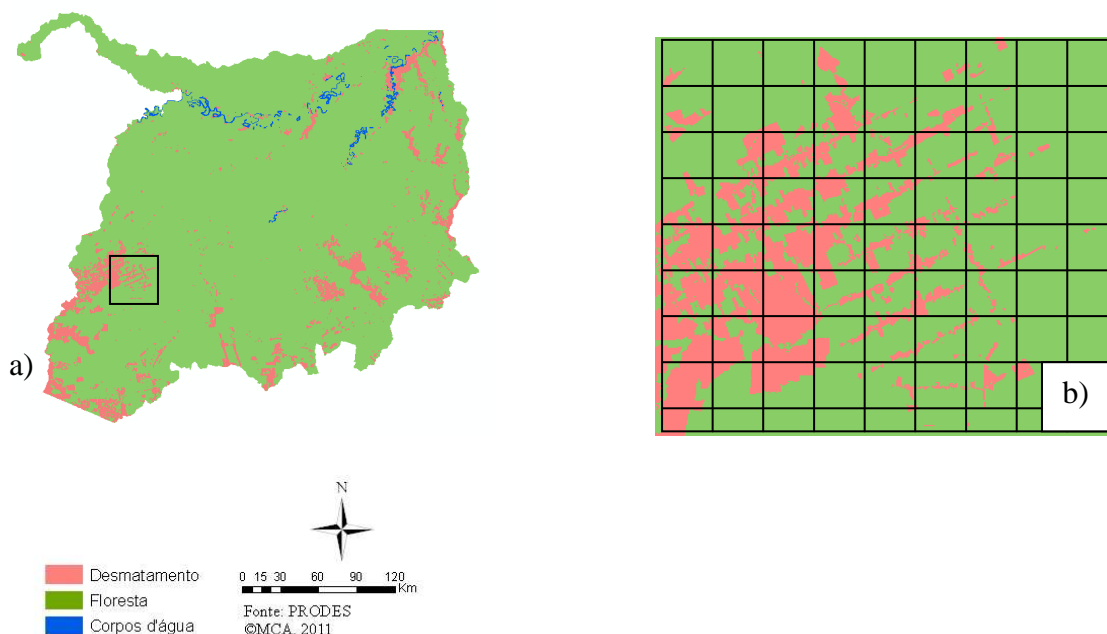 a)
b)
N
Desmatamento
Floresta
Corpos d'água
0 15 30 60 90 120
Km
Fonte: PRODES
©MCA, 2011